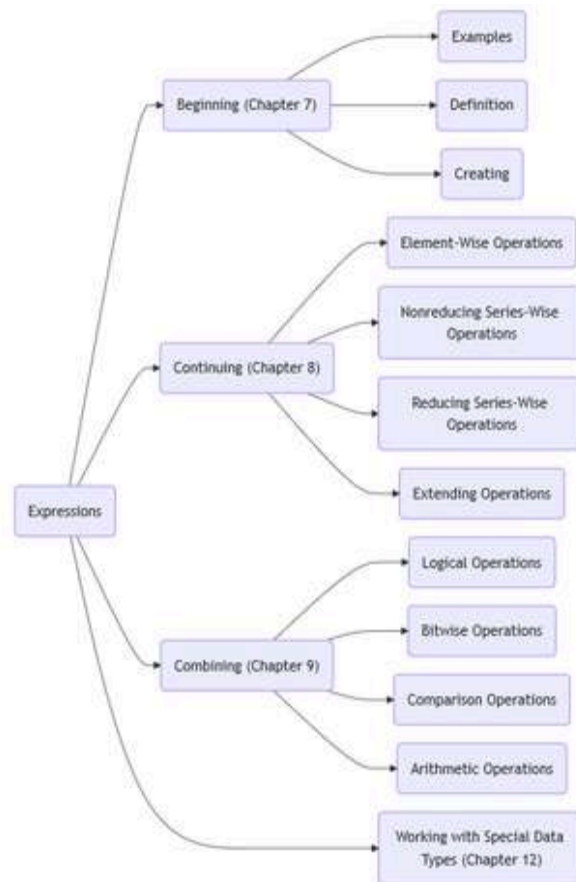 Examples
Beginning (Chapter 7)
Definition
Creating
Element-Wise Operations
Nonreducing Series-Wise
Operations
Continuing (Chapter 8)
Reducing Series-Wise
Operations
Extending Operations
Expressions
Logical Operations
Bitwise Operations
Combining (Chapter 9)
Comparison Operations
Arithmetic Operations
Working with Special Data
Types (Chapter 12)